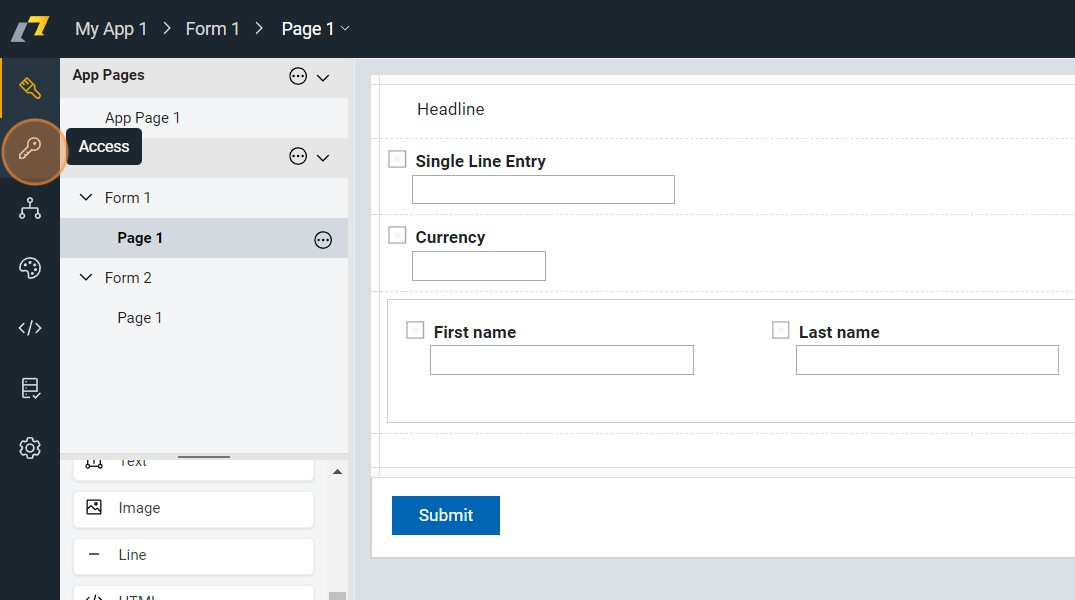 My App 1 > Form 1 > Page 1
App Pages
App Page 1
Access
Form 1
Page 1
Form 2
Page 1
Text
Image
Line
HTML
Headline
Single Line Entry
Currency
First name Last name
Submit